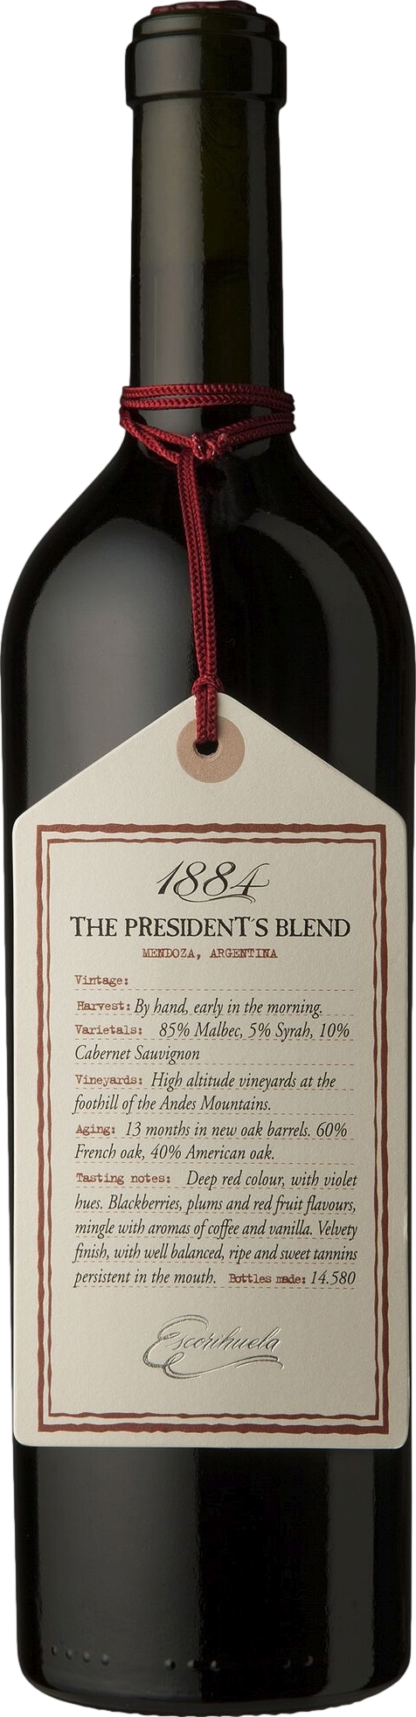 1884
THE PRESIDENT'S BLEND
MENDOZA, ARGENTINA
Vintage:
Harvest: By hand, early in the morning.
Varietals: 85% Malbec, 5% Syrah, 10%
Cabernet Sauvignon
Vineyards: High altitude vineyards at the
foothill of the Andes Mountains.
Aging: 13 months in new oak barrels. 60%
French oak, 40% American oak.
Tasting notes: Deep red colour, with violet
hues. Blackberries, plums and red fruit flavours,
mingle with aromas of coffee and vanilla. Velvety
finish, with well balanced, ripe and sweet tannins
persistent in the mouth. Bottles made: 14.580
Escorihuela